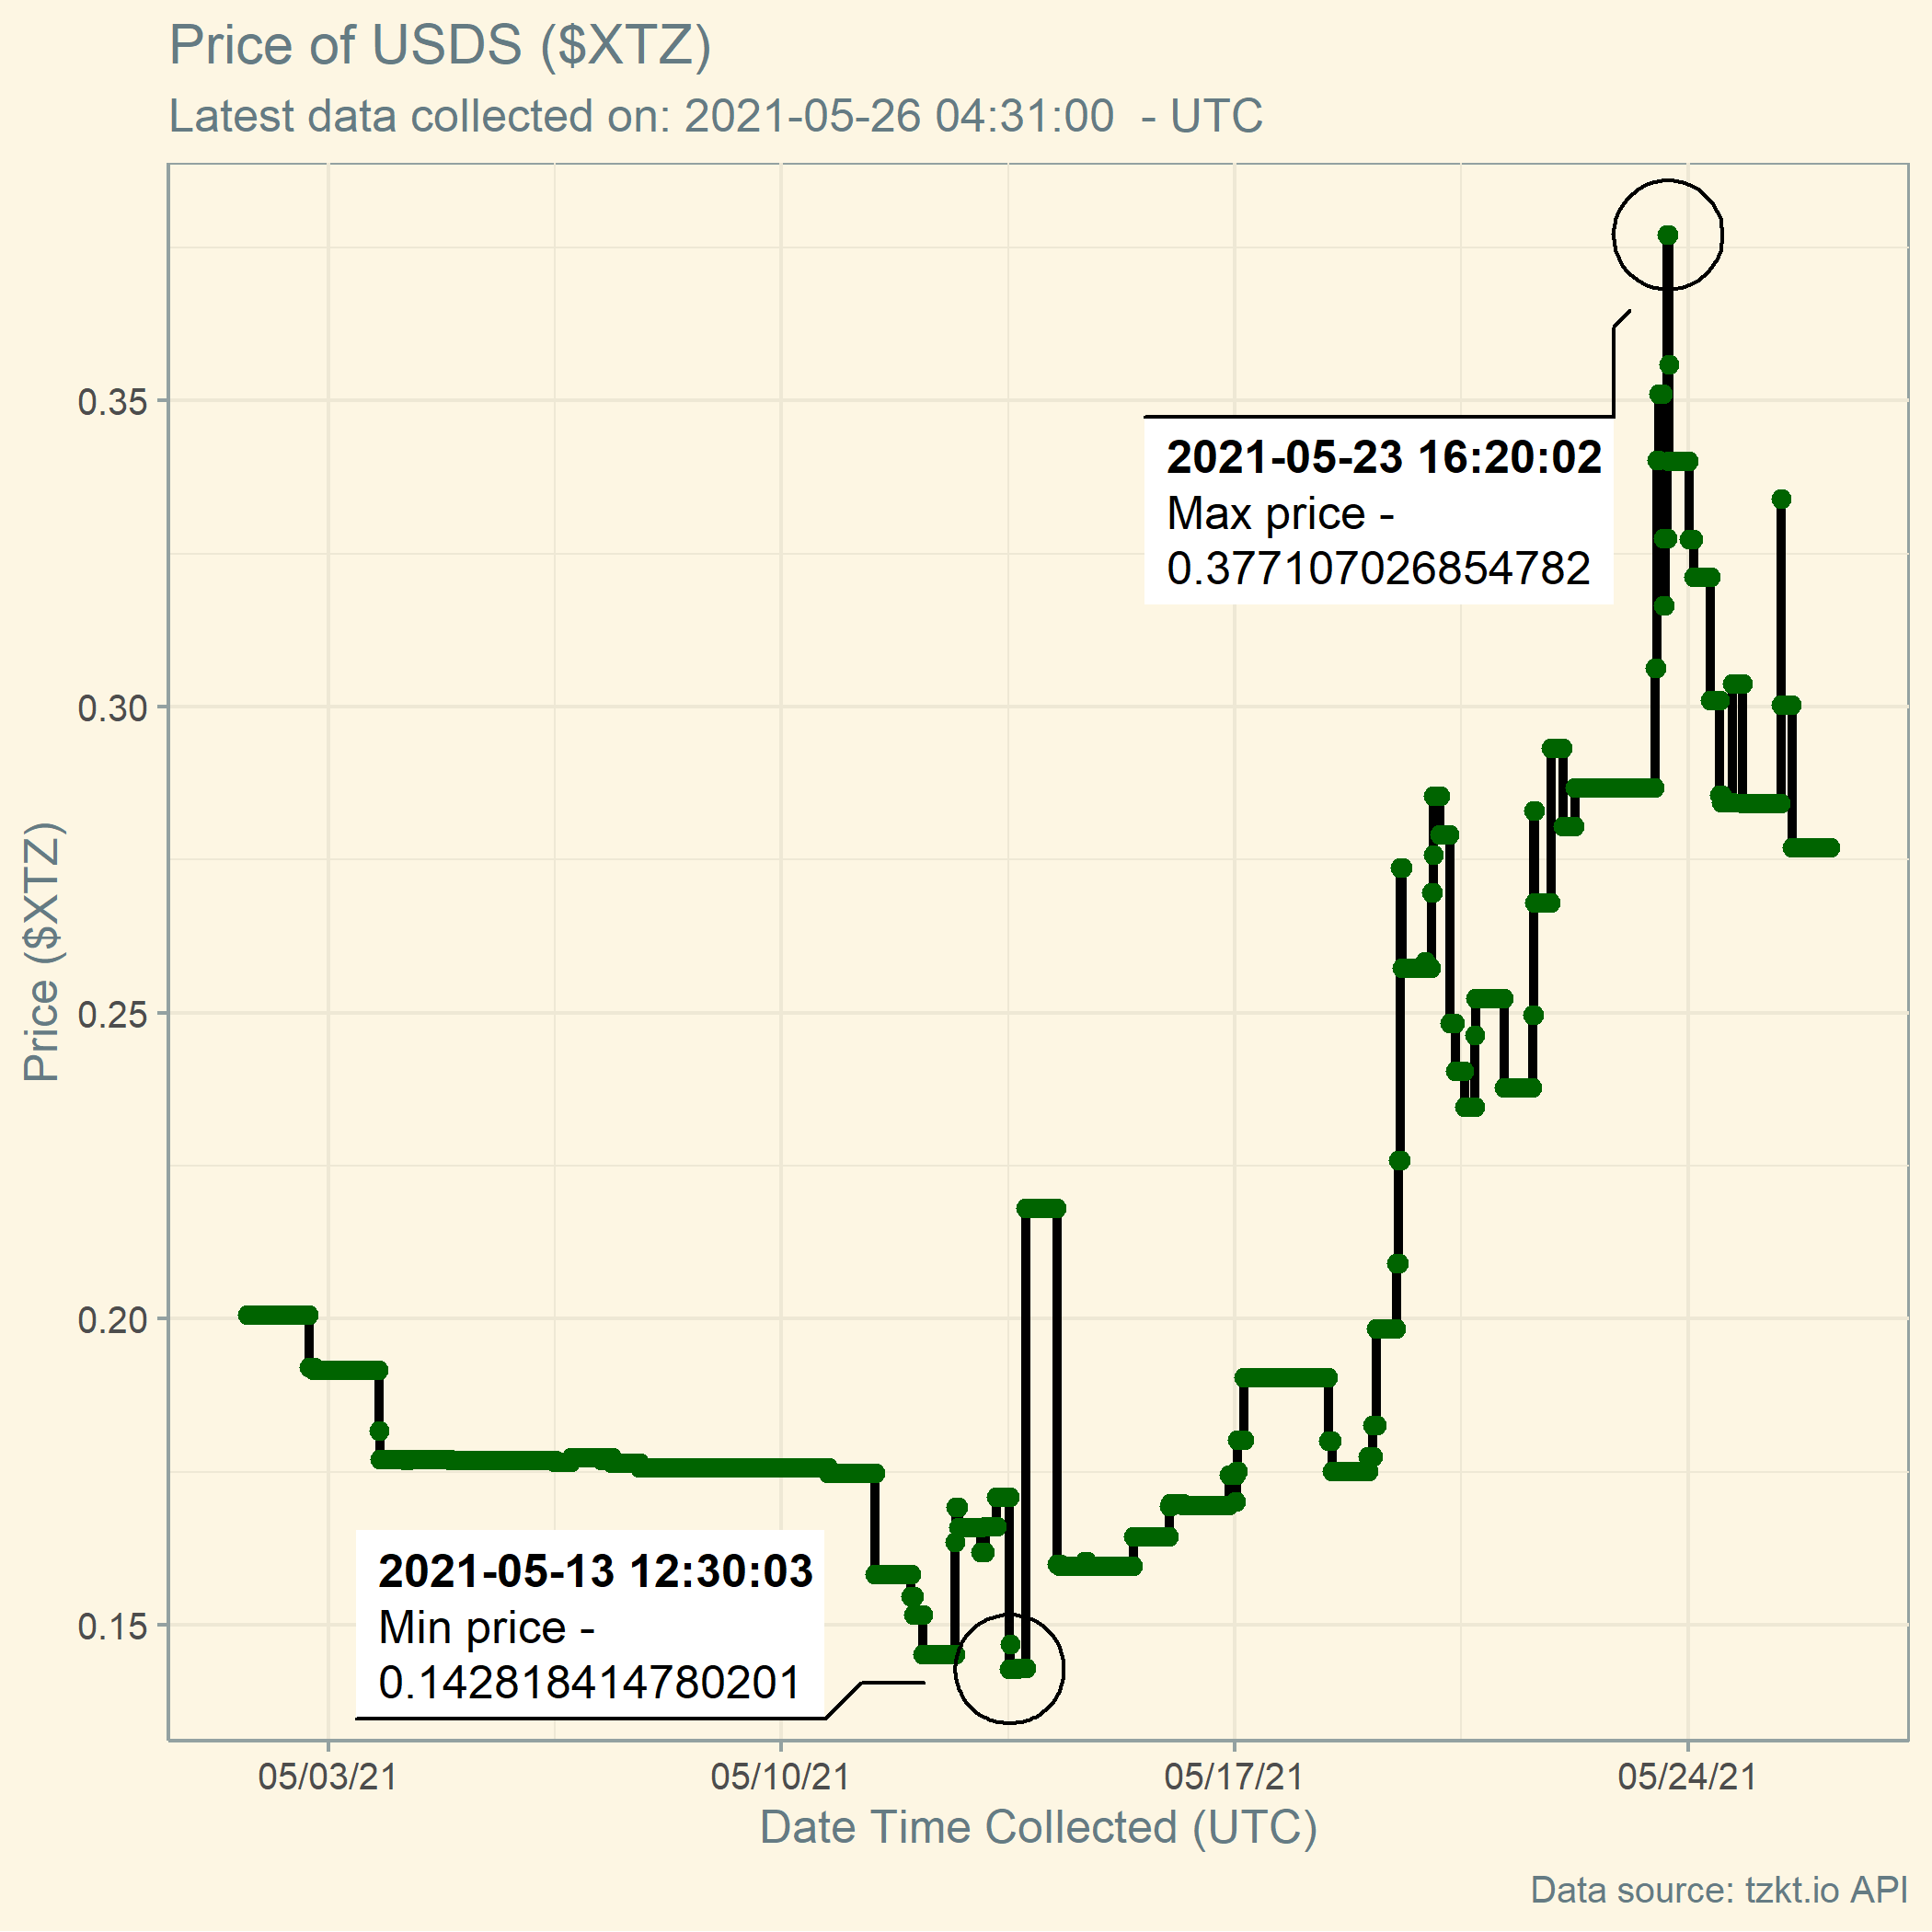 Price of USDS ($XTZ)
Latest data collected on: 2021-05-26 04:31:00  - UTC
Price ($XTZ)
0.35
0.30
0.25
0.20
0.15
2021-05-23 16:20:02
Max price -
0.377107026854782
2021-05-13 12:30:03
Min price -
0.142818414780201
05/03/21
05/10/21
05/17/21
05/24/21
Date Time Collected (UTC)
Data source: tzkt.io API